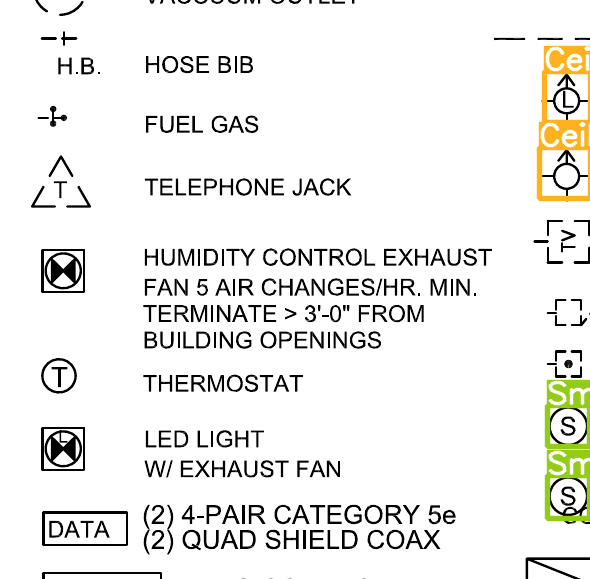 VACUUM OUTLET
H.B. HOSE BIB
FUEL GAS
T TELEPHONE JACK
HUMIDITY CONTROL EXHAUST
FAN 5 AIR CHANGES/HR. MIN.
TERMINATE > 3'-0" FROM
BUILDING OPENINGS
T THERMOSTAT
L LED LIGHT
W/ EXHAUST FAN
DATA (2) 4-PAIR CATEGORY 5e
(2) QUAD SHIELD COAX
Cei
L
Ceil
TV
Sm
S
Sm
S